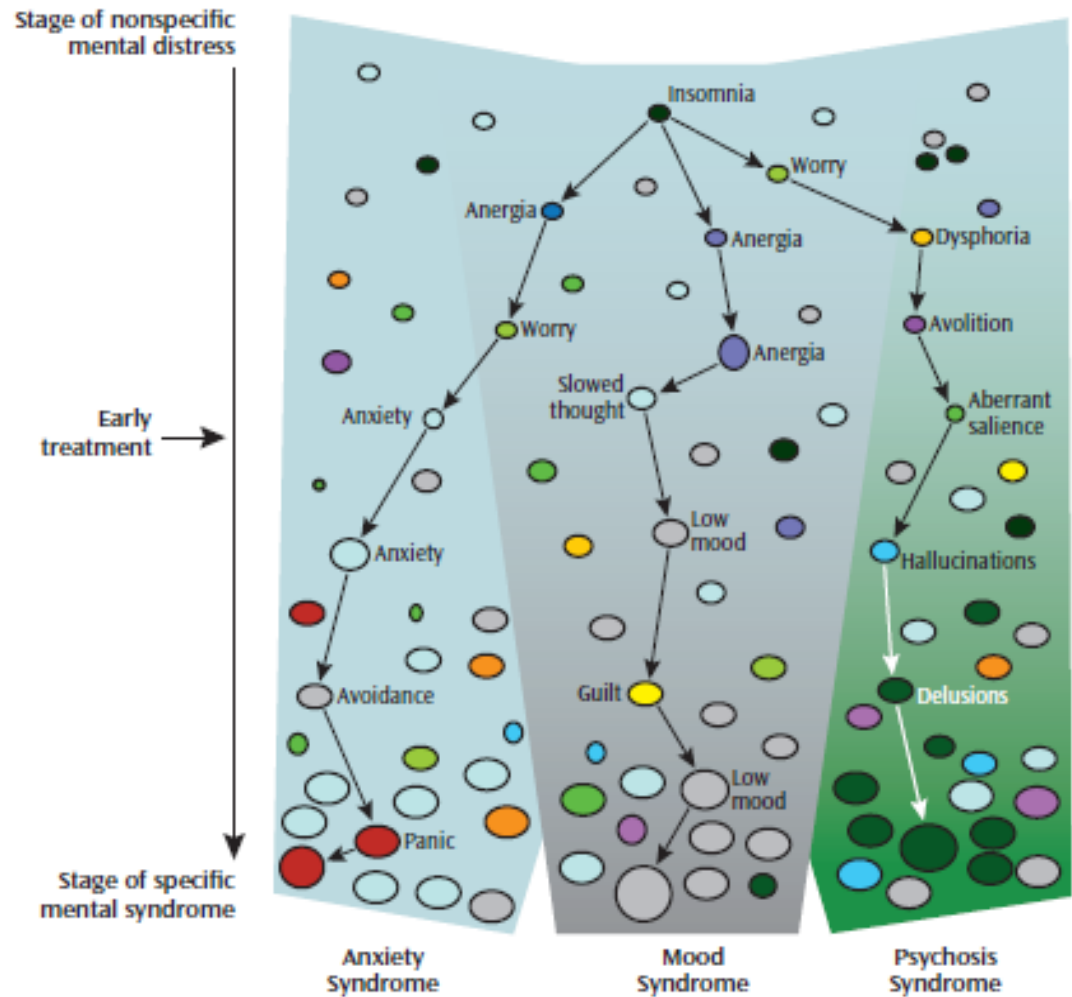 Stage of nonspecific
mental distress
Insomnia
Worry
Anergia
Anergia
Dysphoria
Worry
Avolition
Anergia
Slowed
thought
Early
treatment
Anxiety
Aberrant
salience
Low
mood
Anxiety
Hallucinations
Avoidance
Guilt
Delusions
Low
mood
Panic
Stage of specific
mental syndrome
Anxiety
Syndrome
Mood
Syndrome
Psychosis
Syndrome